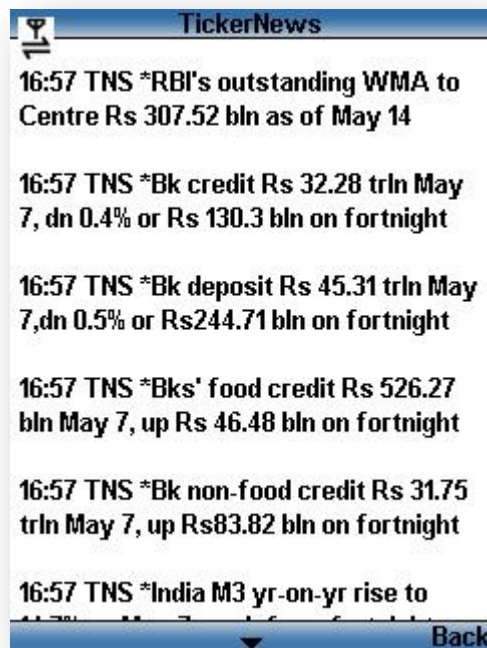 TickerNews
16:57 TNS *RBI's outstanding WMA to
Centre Rs 307.52 bln as of May 14
16:57 TNS *Bk credit Rs 32.28 trln May
7, dn 0.4% or Rs 130.3 bln on fortnight
16:57 TNS *Bk deposit Rs 45.31 trln May
7,dn 0.5% or Rs244.71 bln on fortnight
16:57 TNS *Bks' food credit Rs 526.27
bln May 7, up Rs 46.48 bln on fortnight
16:57 TNS *Bk non-food credit Rs 31.75
trln May 7, up Rs83.82 bln on fortnight
16:57 TNS *India M3 yr-on-yr rise to
Back